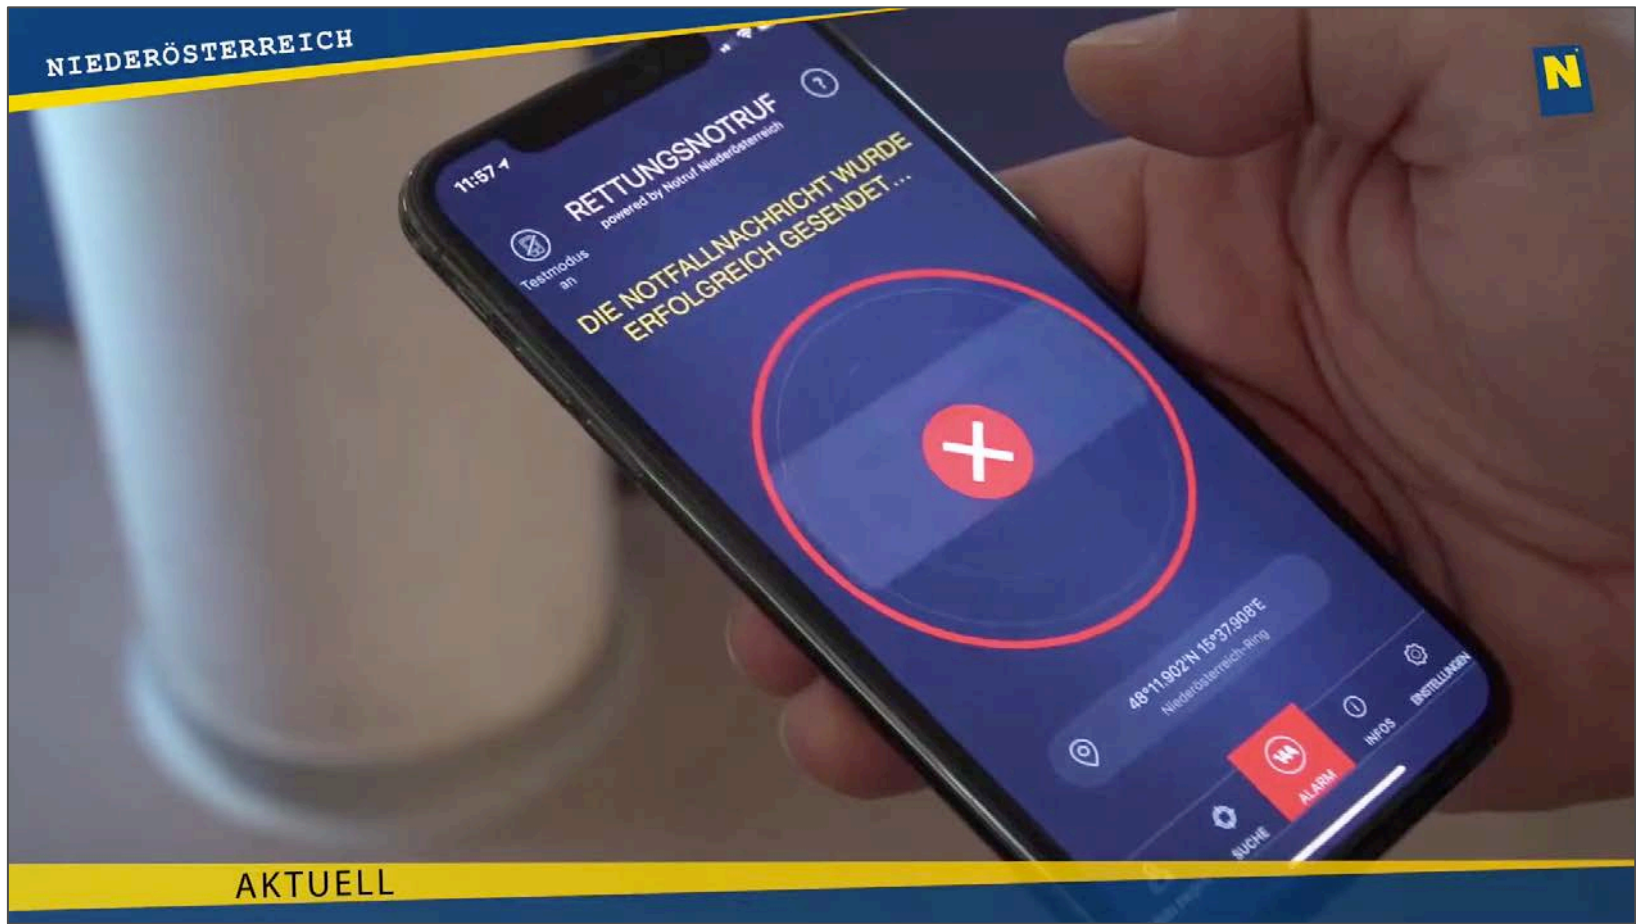 NIEDERÖSTERREICH
N
11:57
RETTUNGSNOTRUF
powered by Notruf Niederösterreich
?
Testmodus
an
DIE NOTFALLNACHRICHT WURDE
ERFOLGREICH GESENDET ...
48°11.902'N 15°37.908'E
Niederösterreich-Ring
SUCHE
144
ALARM
INFOS
EINSTELLUNGEN
AKTUELL